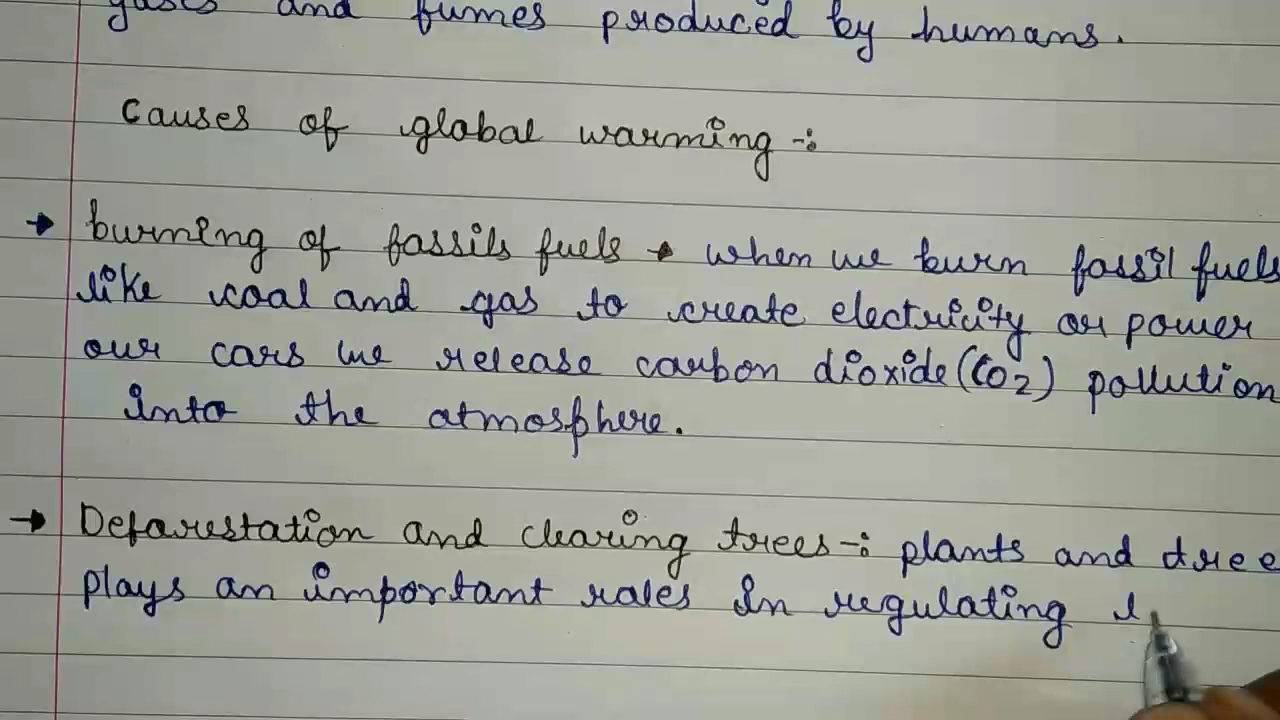 gases and fumes produced by humans.
Causes of global warming -:
→ burning of fassils fuels → when we burn fossil fuels
like coal and gas to create electricity or power
our cars we release carbon dioxide (CO2) pollution
into the atmosphere.
→ Deforestation and clearing trees -: plants and tree
plays an important roles in regulating